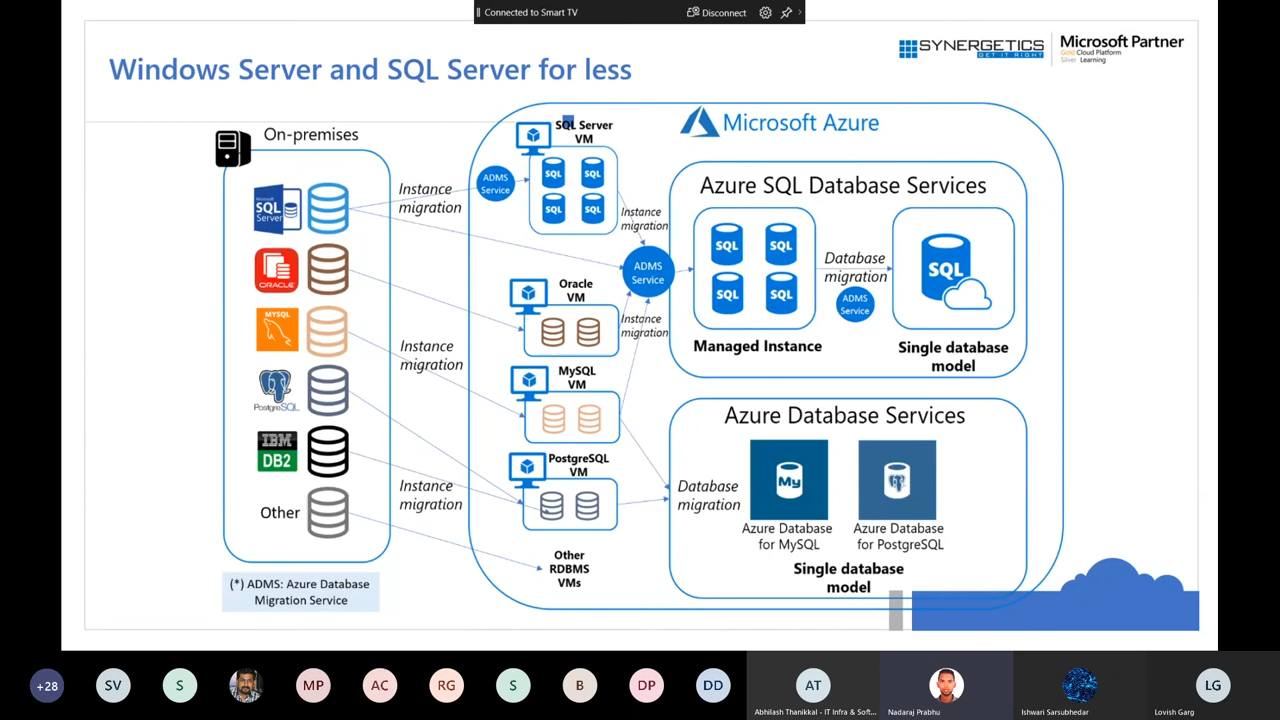 Connected to Smart TV
Disconnect
SYNERGETICS
GET IT RIGHT
Microsoft Partner
Gold Cloud Platform
Silver Learning
Windows Server and SQL Server for less
On-premises
Microsoft
SQL
Server
ORACLE
MYSQL
PostgreSQL
IBM
DB2
Other
(*) ADMS: Azure Database
Migration Service
Instance
migration
Instance
migration
Instance
migration
Microsoft Azure
SQL Server
VM
ADMS
Service
SQL
SQL
SQL
SQL
Instance
migration
ADMS
Service
Oracle
VM
Instance
migration
MySQL
VM
PostgreSQL
VM
Other
RDBMS
VMs
Azure SQL Database Services
SQL
SQL
SQL
SQL
Managed Instance
Database
migration
ADMS
Service
SQL
Single database
model
Azure Database Services
Database
migration
My
Azure Database
for MySQL
Azure Database
for PostgreSQL
Single database
model
+28
SV
S
MP
AC
RG
S
B
DP
DD
AT
Abhilash Thanikkal - IT Infra & Soft...
Nadaraj Prabhu
Ishwari Sarsubhedar
LG
Lovish Garg